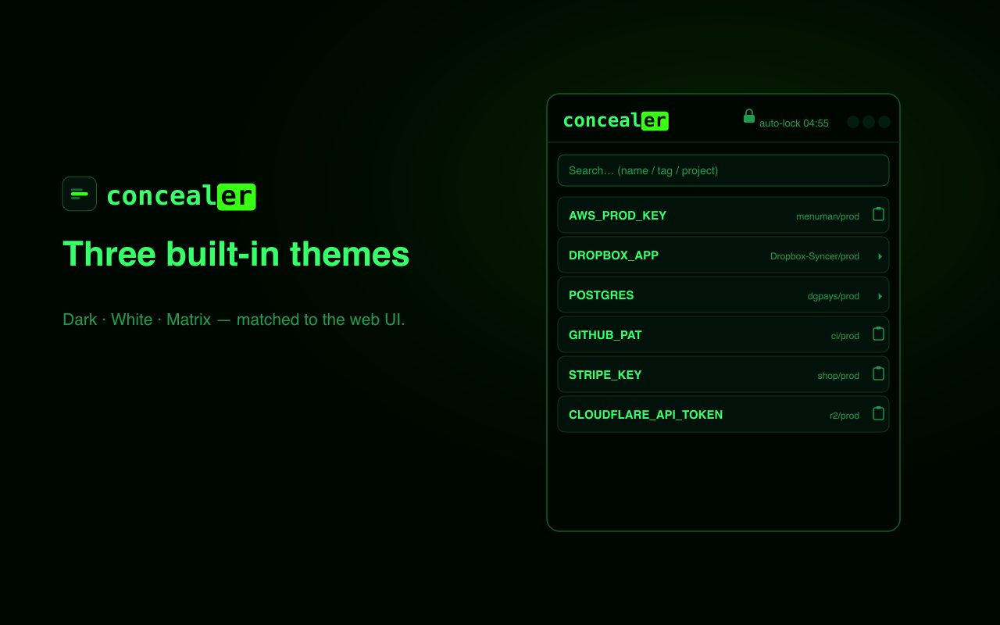 concealer
Three built-in themes
Dark · White · Matrix — matched to the web UI.
concealer
auto-lock 04:55
Search… (name / tag / project)
AWS_PROD_KEY menuman/prod
DROPBOX_APP Dropbox-Syncer/prod
POSTGRES dgpays/prod
GITHUB_PAT ci/prod
STRIPE_KEY shop/prod
CLOUDFLARE_API_TOKEN r2/prod